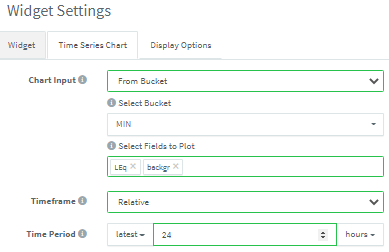 Widget Settings
Widget Time Series Chart Display Options
Chart Input From Bucket
Select Bucket
MIN
Select Fields to Plot
LEq × backgr ×
Timeframe Relative
Time Period latest 24 hours